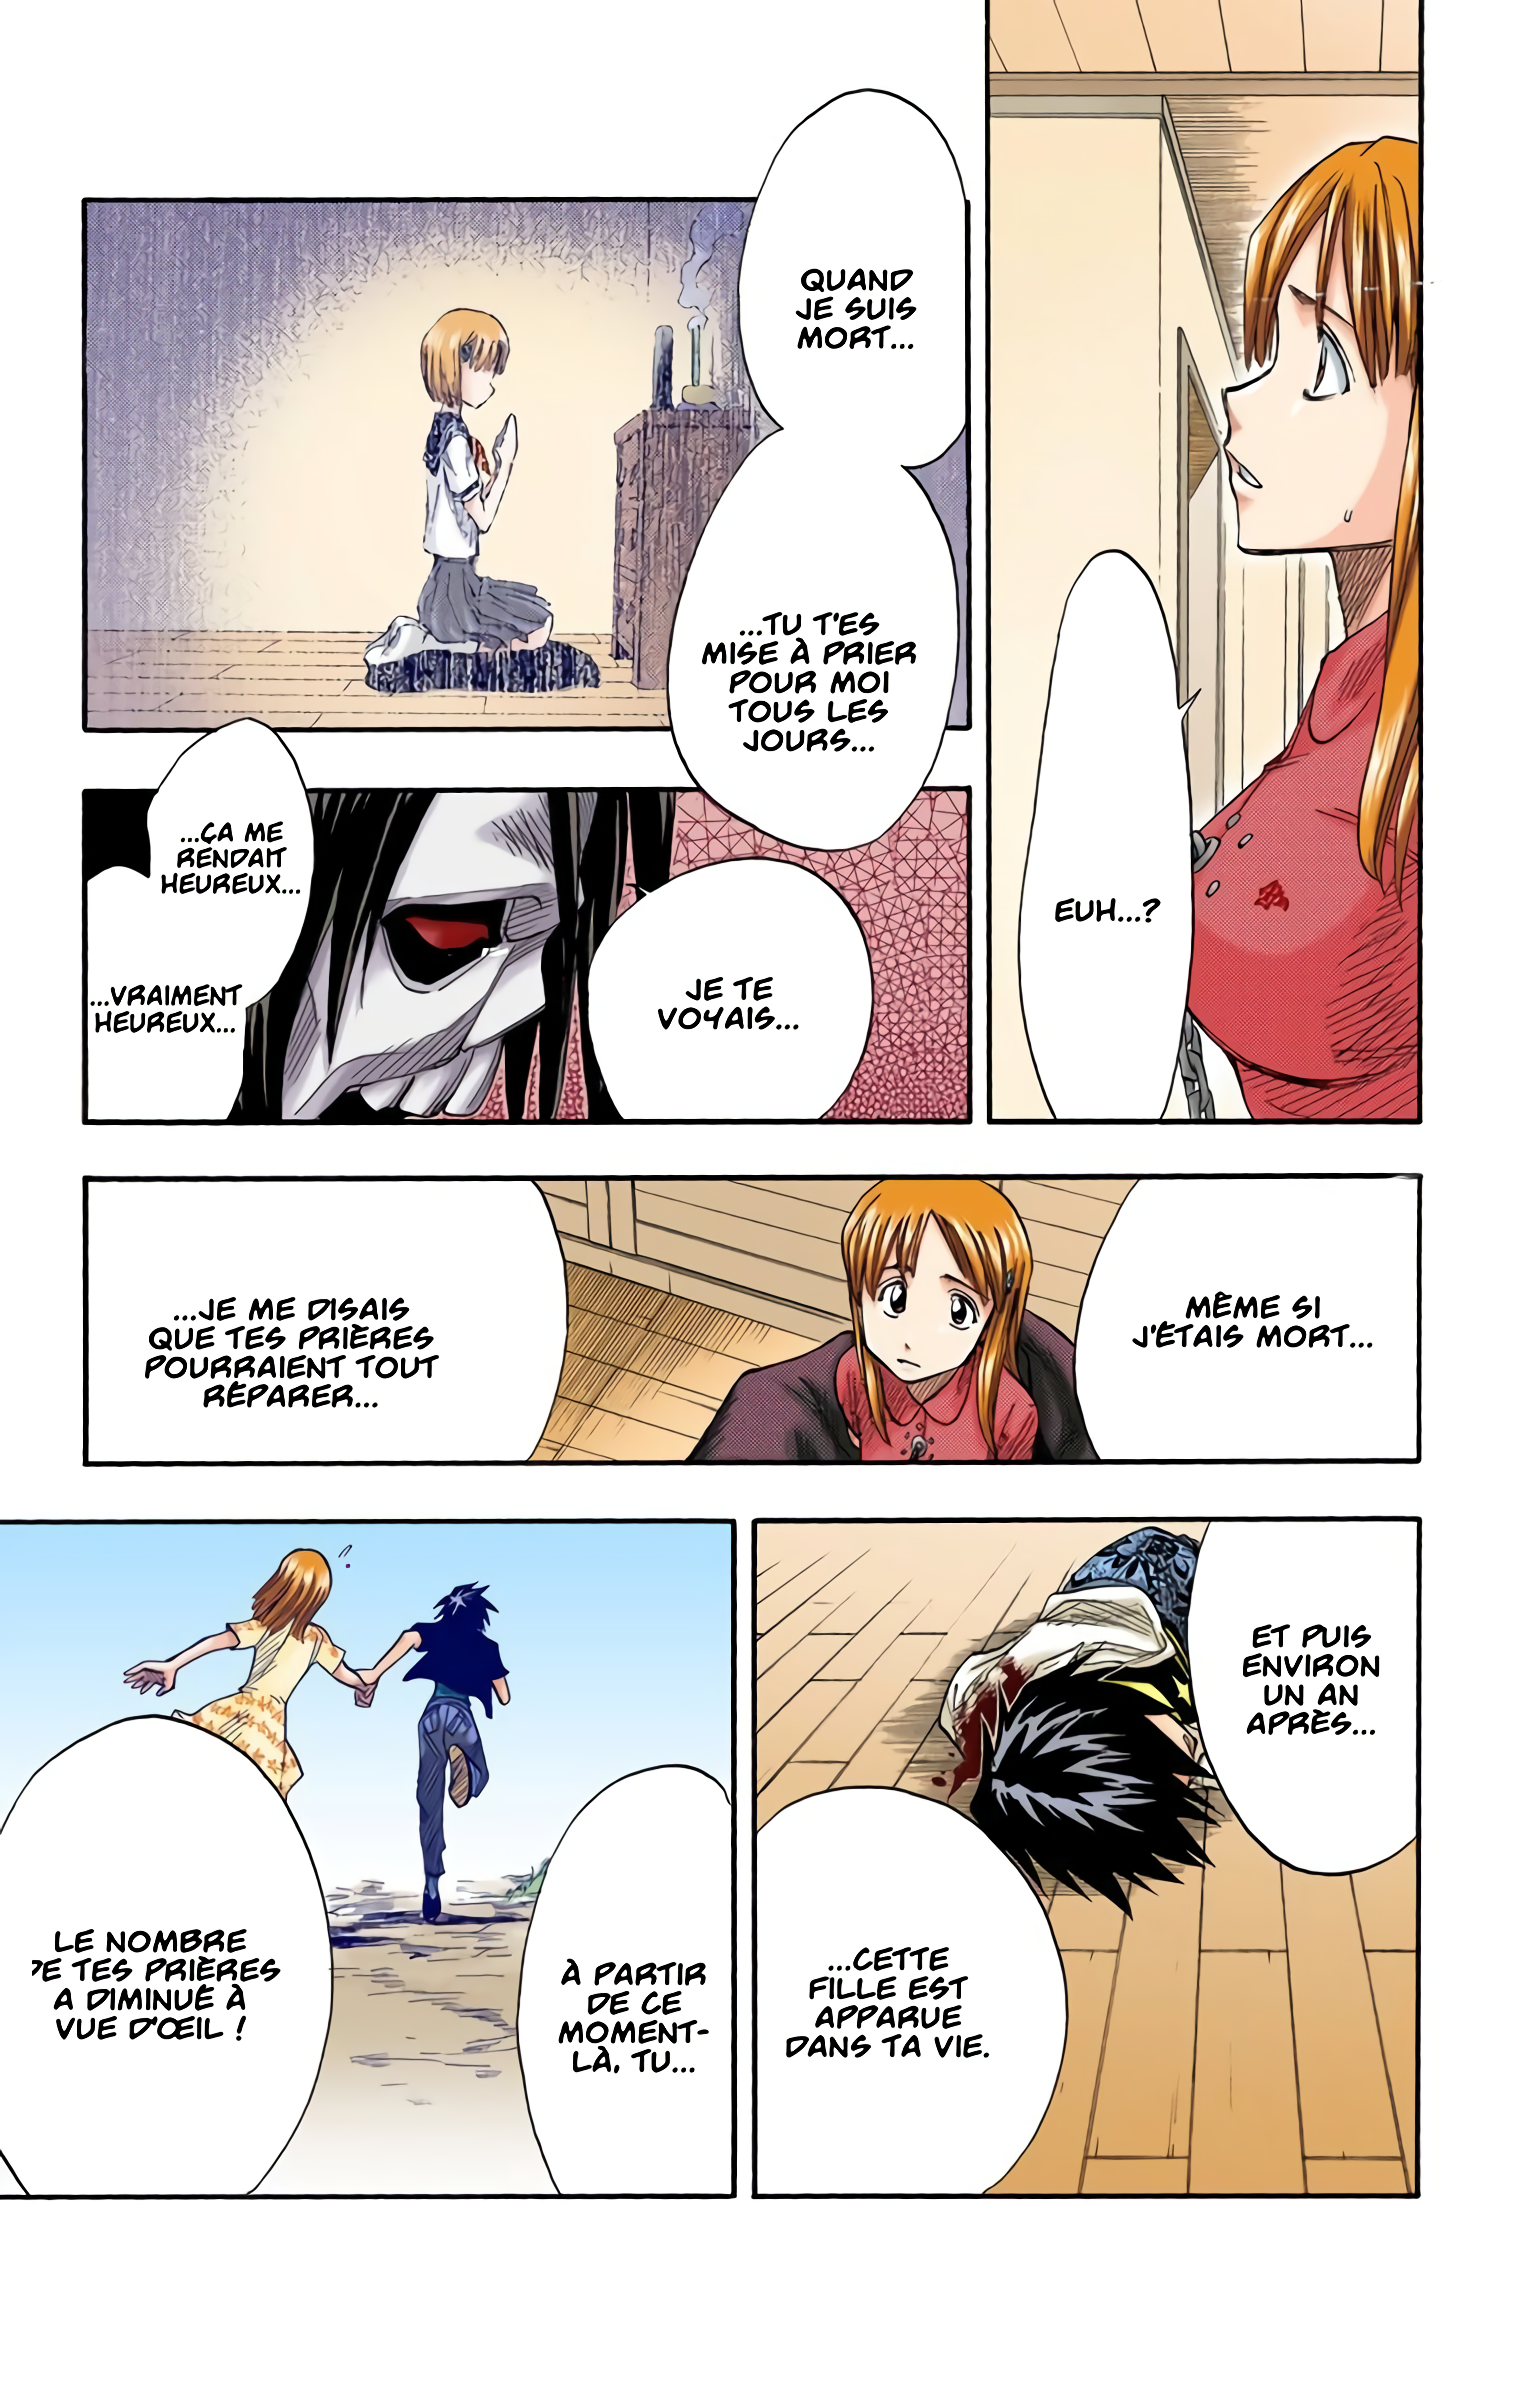 EUH...?
QUAND
JE SUIS
MORT...
...TU T'ES
MISE À PRIER
POUR MOI
TOUS LES
JOURS...
JE TE
VOYAIS...
...ÇA ME
RENDAIT
HEUREUX...
...VRAIMENT
HEUREUX...
MÊME SI
J'ÉTAIS MORT...
...JE ME DISAIS
QUE TES PRIÈRES
POURRAIENT TOUT
RÉPARER...
ET PUIS
ENVIRON
UN AN
APRÈS...
...CETTE
FILLE EST
APPARUE
DANS TA VIE.
À PARTIR
DE CE
MOMENT-
LÀ, TU...
LE NOMBRE
DE TES PRIÈRES
A DIMINUÉ À
VUE D'ŒIL !